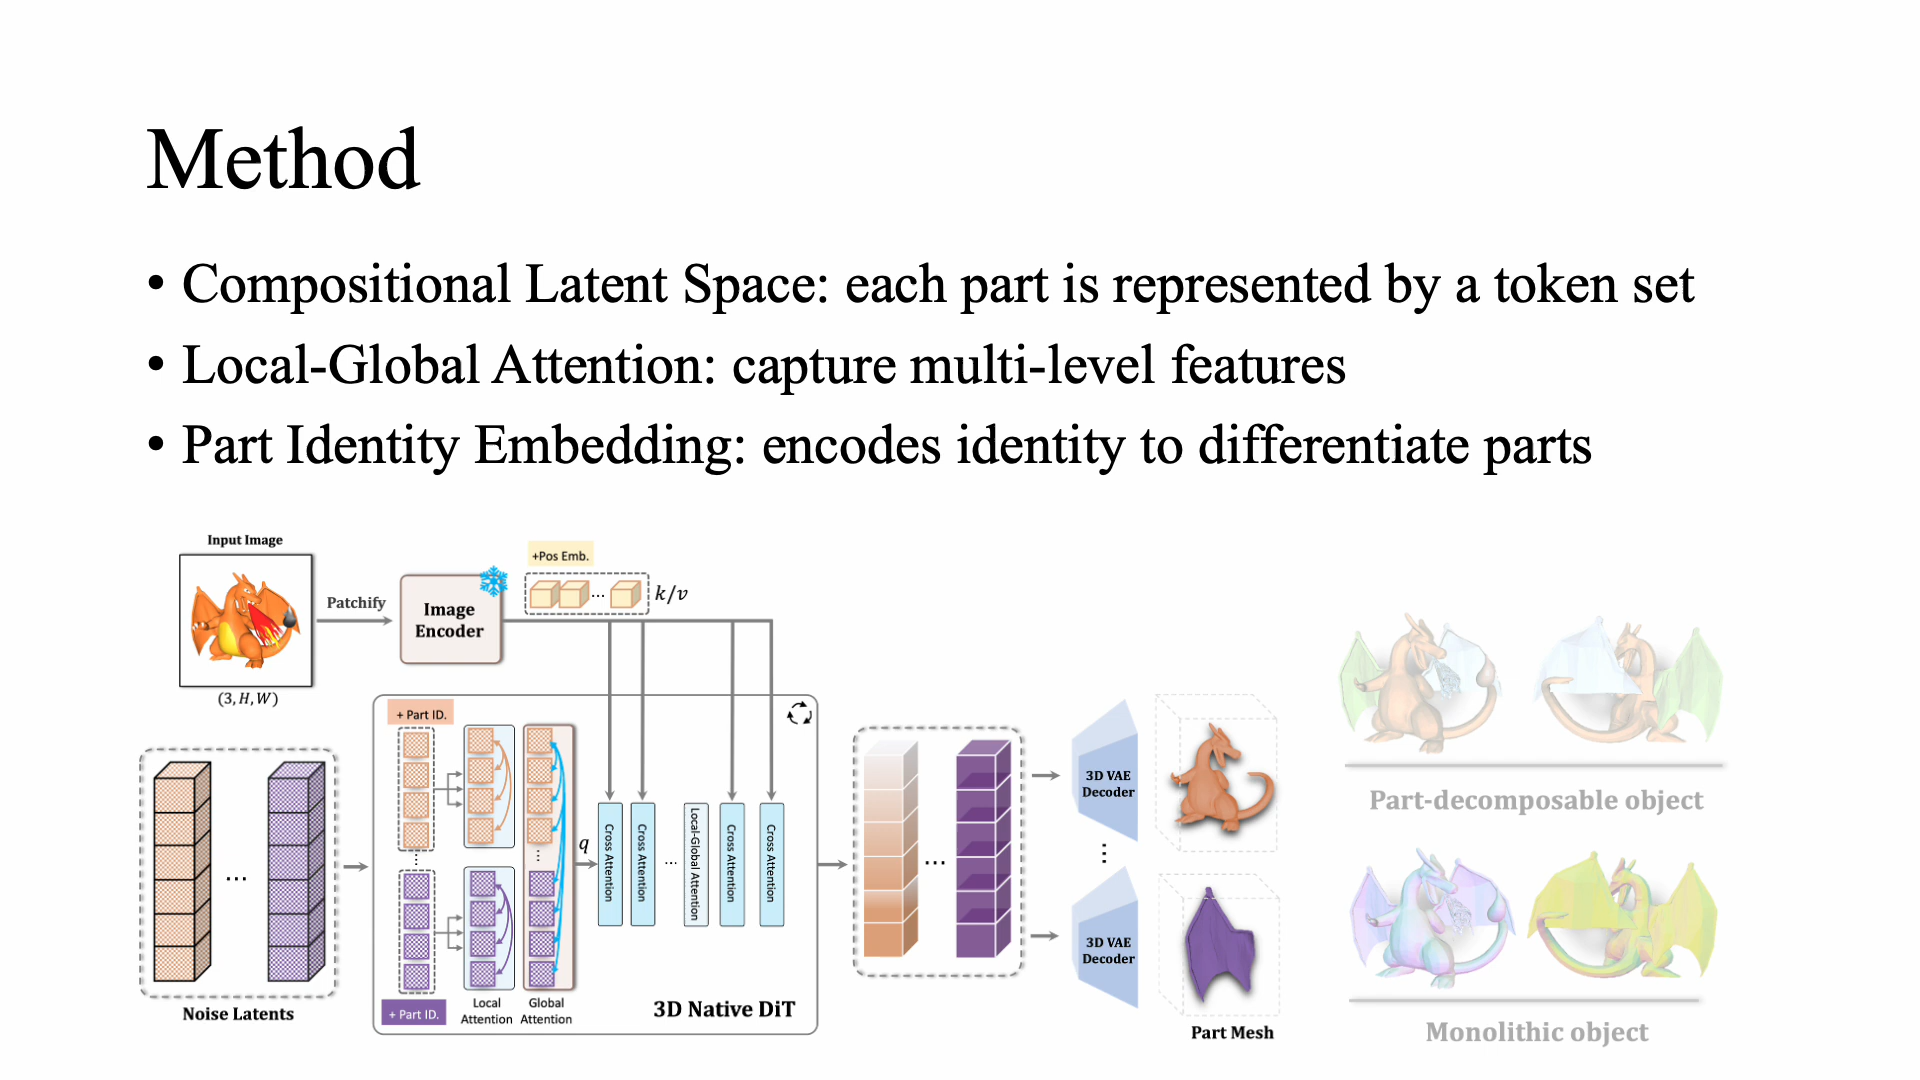 Method
• Compositional Latent Space: each part is represented by a token set
• Local-Global Attention: capture multi-level features
• Part Identity Embedding: encodes identity to differentiate parts
Input Image
(3, H, W)
Patchify
Image
Encoder
+Pos Emb.
...
k/v
Noise Latents
...
+ Part ID.
+ Part ID.
Local
Attention
Global
Attention
q
Cross Attention
Cross Attention
...
Local-Global Attention
Cross Attention
Cross Attention
3D Native DiT
...
3D VAE
Decoder
3D VAE
Decoder
Part Mesh
Part-decomposable object
Monolithic object